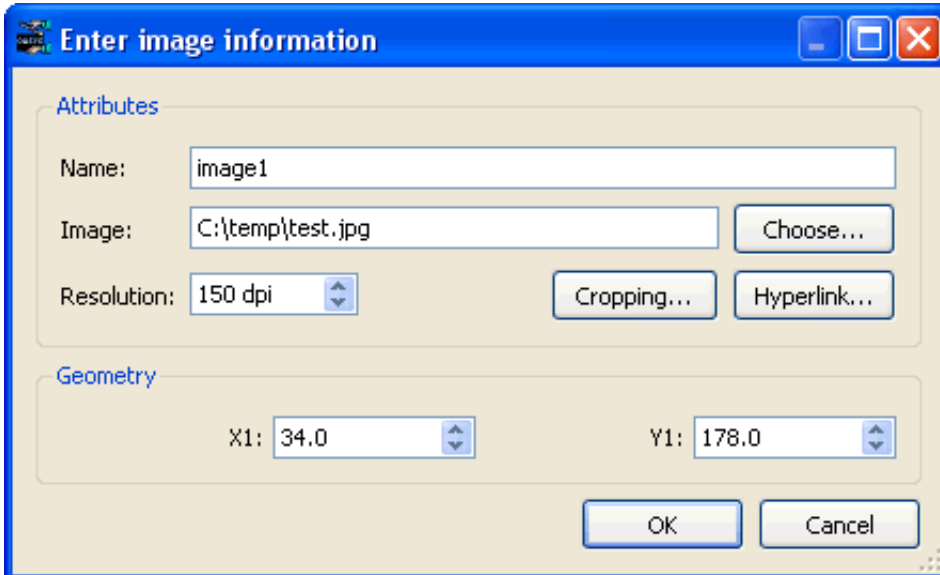 Enter image information
Attributes
Name: image1
Image: C:\temp\test.jpg Choose...
Resolution: 150 dpi Cropping... Hyperlink...
Geometry
X1: 34.0 Y1: 178.0
OK Cancel